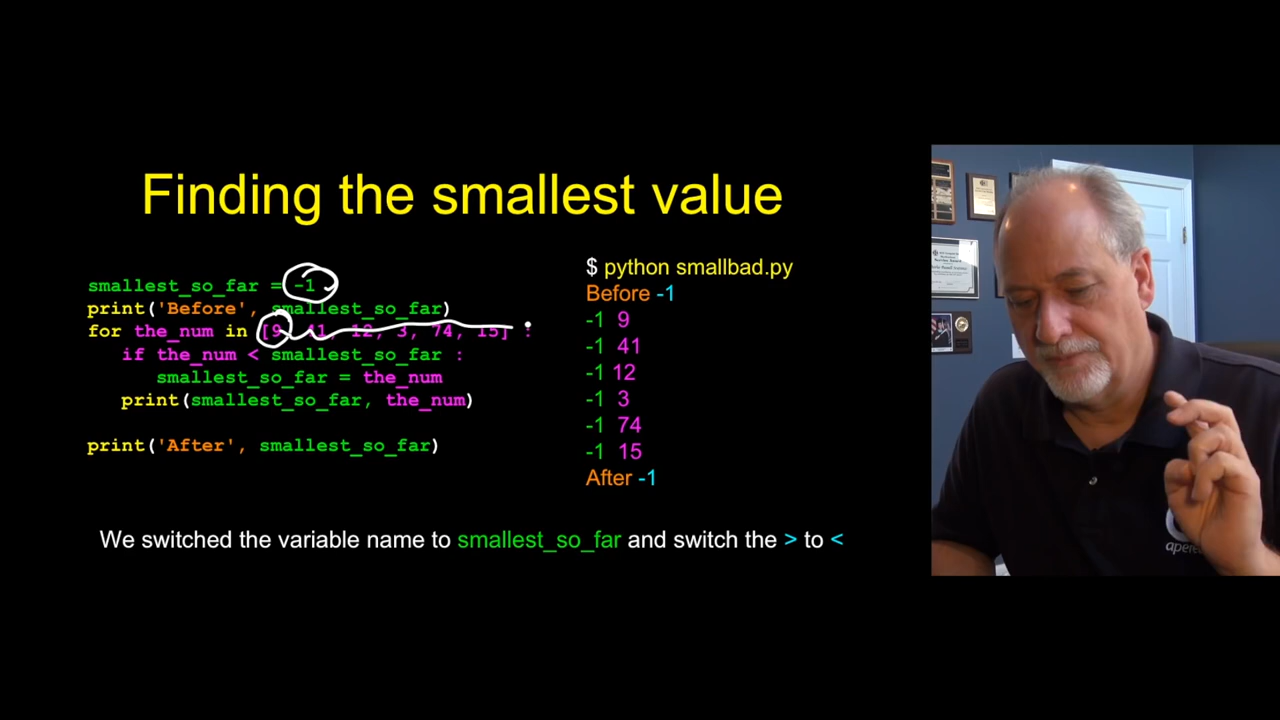 Finding the smallest value
smallest_so_far = -1
print('Before', smallest_so_far)
for the_num in [9, 41, 12, 3, 74, 15] :
if the_num < smallest_so_far :
smallest_so_far = the_num
print(smallest_so_far, the_num)
print('After', smallest_so_far)
$ python smallbad.py
Before -1
-1 9
-1 41
-1 12
-1 3
-1 74
-1 15
After -1
We switched the variable name to smallest_so_far and switch the > to <